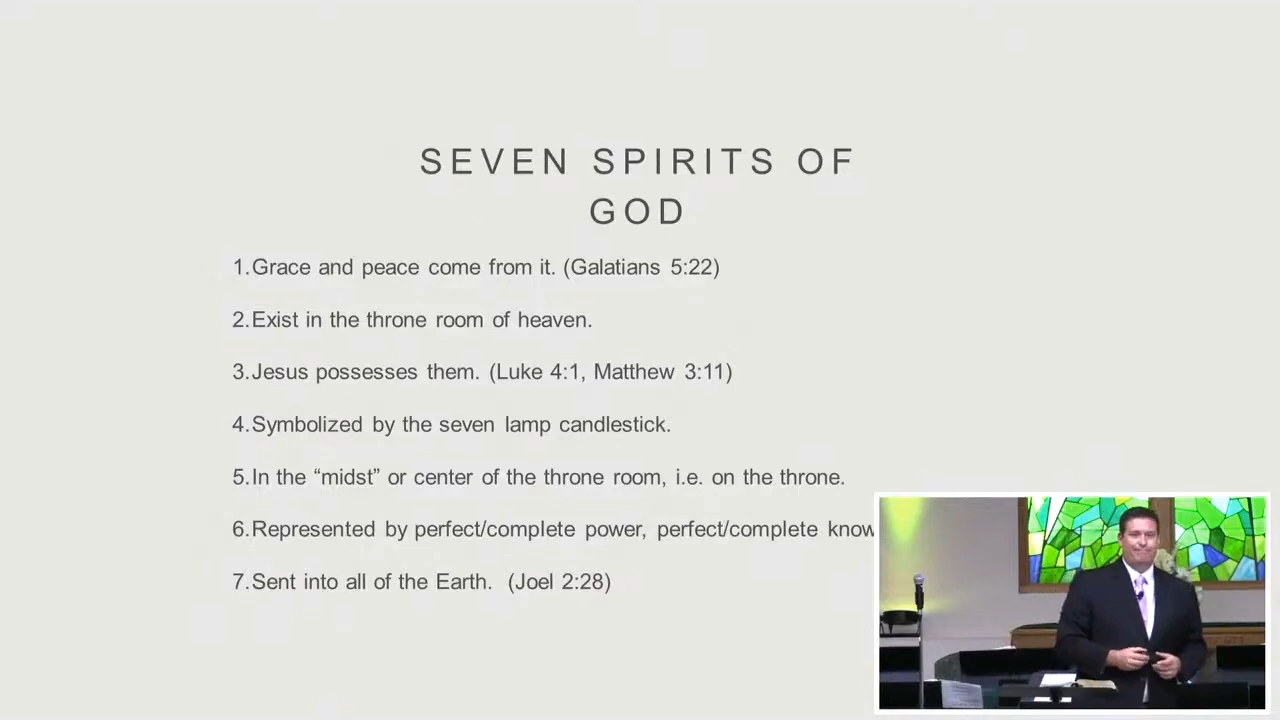 SEVEN SPIRITS OF
GOD
1.Grace and peace come from it. (Galatians 5:22)
2.Exist in the throne room of heaven.
3.Jesus possesses them. (Luke 4:1, Matthew 3:11)
4.Symbolized by the seven lamp candlestick.
5.In the “midst” or center of the throne room, i.e. on the throne.
6.Represented by perfect/complete power, perfect/complete know
7.Sent into all of the Earth. (Joel 2:28)